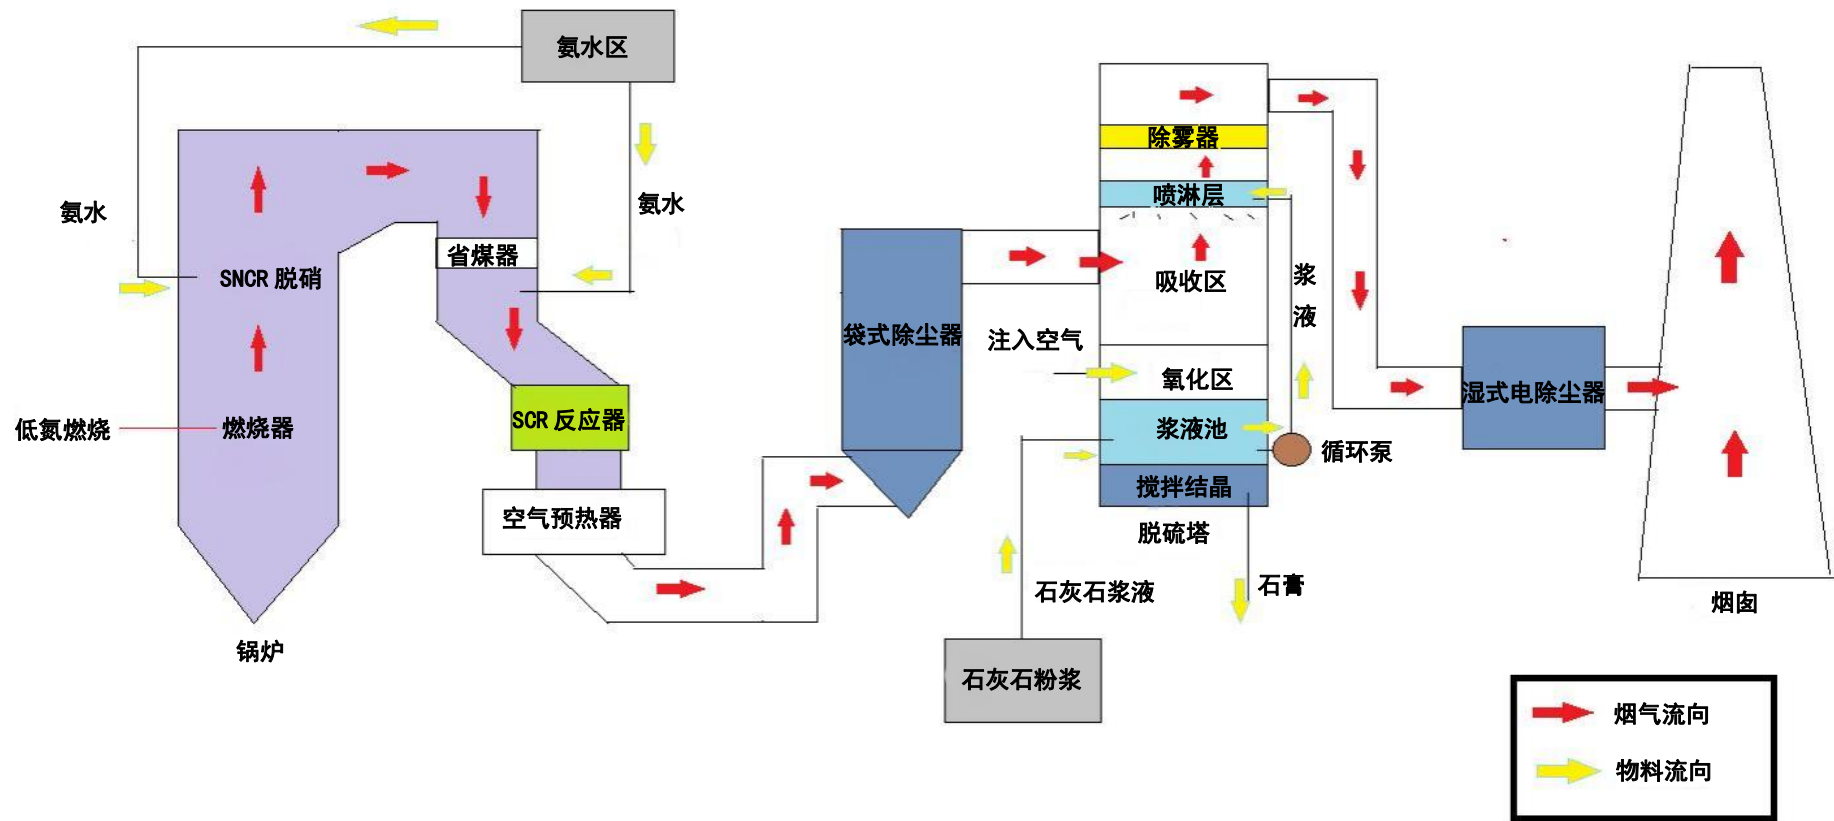 氨水区
除雾器
喷淋层
氨水
氨水
省煤器
SNCR 脱硝
吸收区
浆
液
袋式除尘器
注入空气
氧化区
湿式电除尘器
低氮燃烧
燃烧器
SCR 反应器
浆液池
循环泵
搅拌结晶
空气预热器
脱硫塔
石灰石浆液
石膏
烟囱
锅炉
石灰石粉浆
烟气流向
物料流向